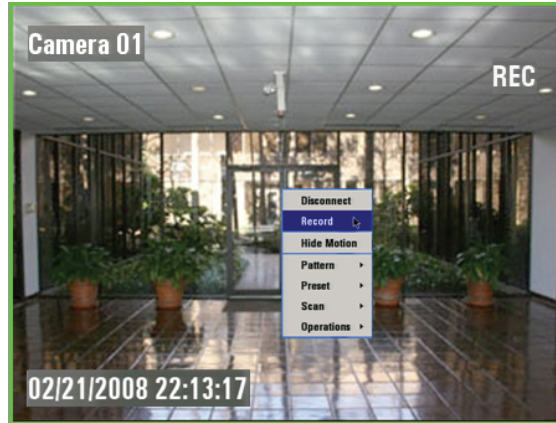 Camera 01
REC
Disconnect
Record
Hide Motion
Pattern
Preset
Scan
Operations
02/21/2008 22:13:17